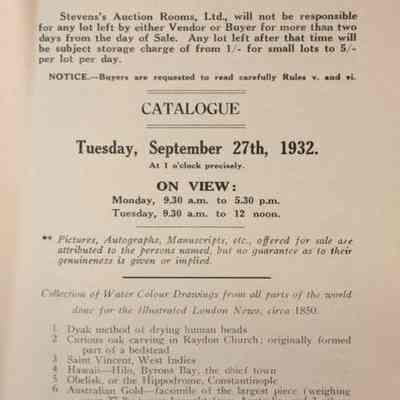 Stevens's Auction Rooms, Ltd., will not be responsible
for any lot left by either Vendor or Buyer for more than two
days from the day of Sale. Any lot left after that time will
be subject storage charge of from 1/- for small lots to 5/-
per lot per day.
NOTICE.—Buyers are requested to read carefully Rules v. and vi.
CATALOGUE
Tuesday, September 27th, 1932.
At 1 o'clock precisely.
ON VIEW:
Monday, 9.30 a.m. to 5.30 p.m.
Tuesday, 9.30 a.m. to 12 noon.
** Pictures, Autographs, Manuscripts, etc., offered for sale are
attributed to the persons named, but no guarantee as to their
genuineness is given or implied.
Collection of Water Colour Drawings from all parts of the world
done for the Illustrated London News, circa 1850.
1 Dyak method of drying human heads
2 Curious oak carving in Raydon Church; originally formed
part of a bedstead
3 Saint Vincent, West Indies
4 Hawaii—Hilo, Byrons Bay, the chief town
5 Obelisk, or the Hippodrome, Constantinople
6 Australian Gold—facsimile of the largest piece (weighing